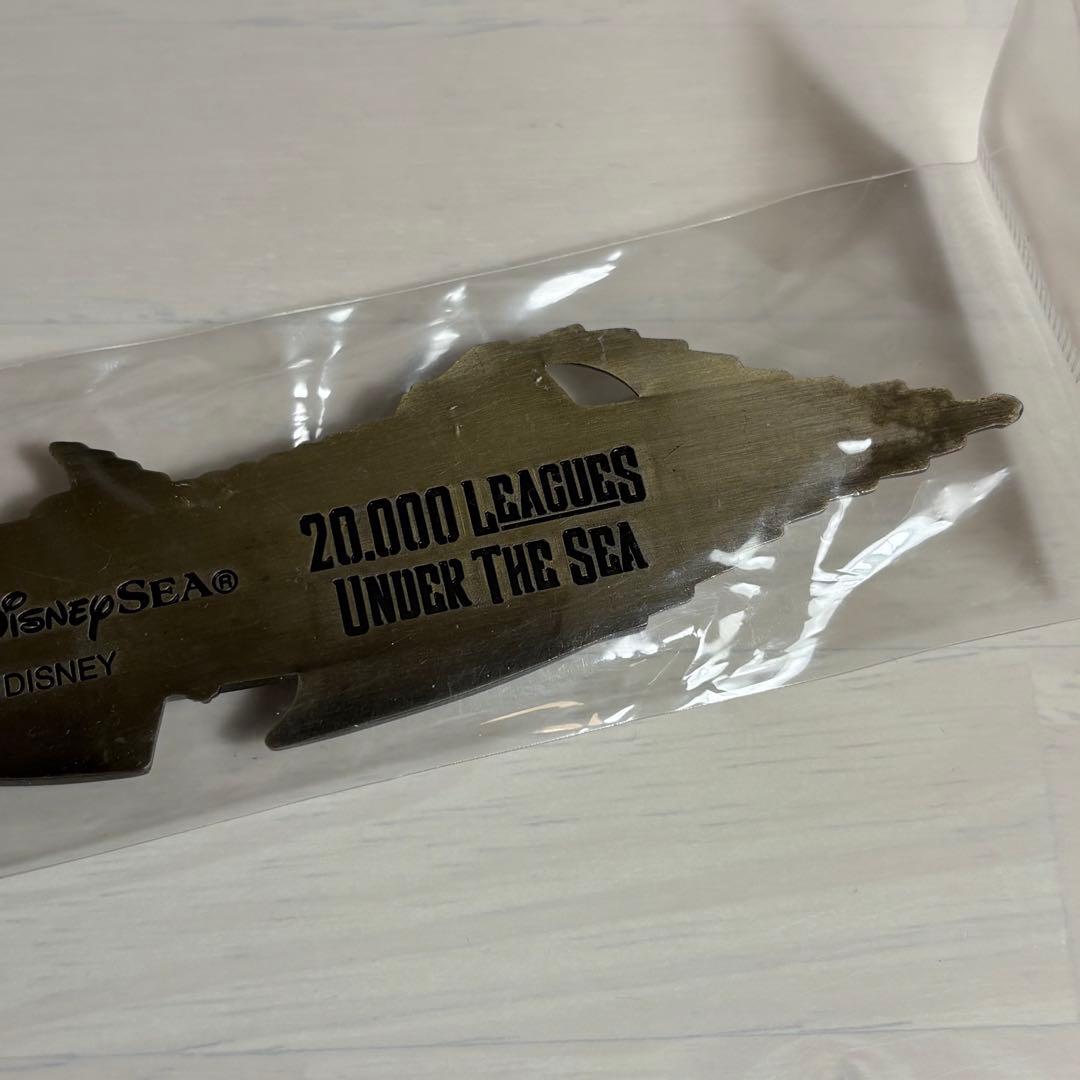 DISNEYSEA®
DISNEY
20.000 LEAGUES
UNDER THE SEA